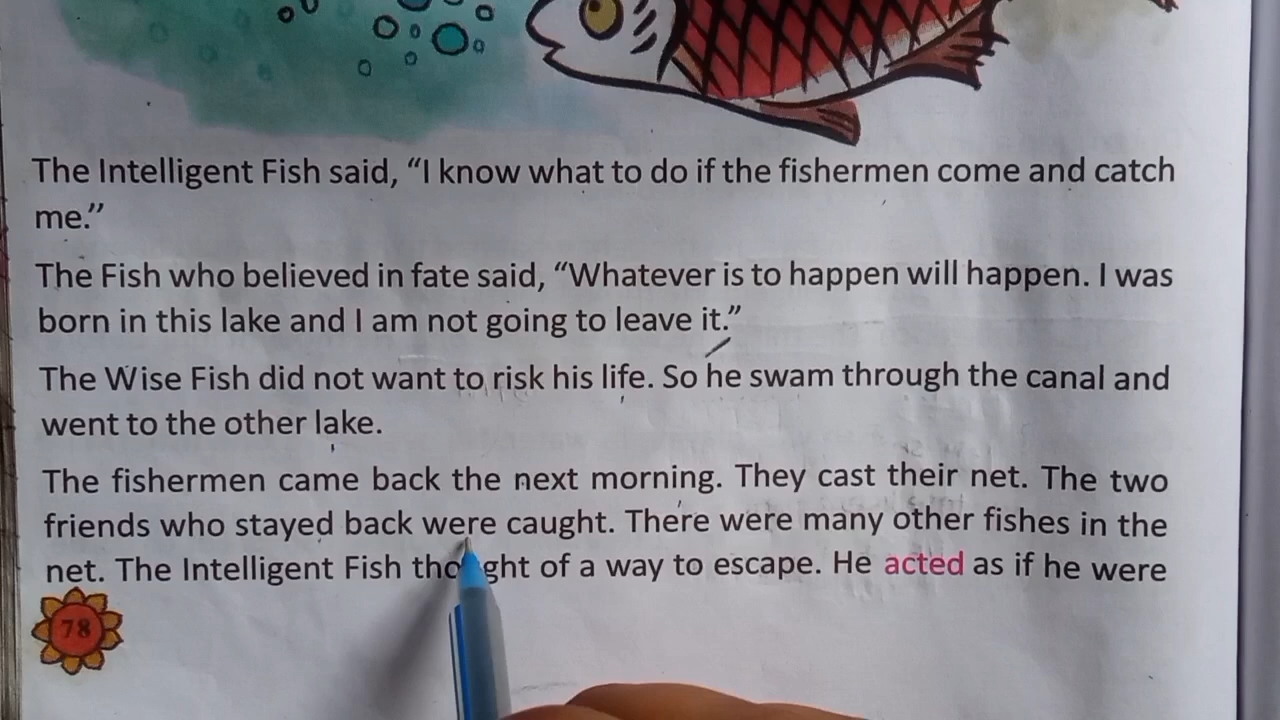 The Intelligent Fish said, “I know what to do if the fishermen come and catch
me.”
The Fish who believed in fate said, “Whatever is to happen will happen. I was
born in this lake and I am not going to leave it.”
The Wise Fish did not want to risk his life. So he swam through the canal and
went to the other lake.
The fishermen came back the next morning. They cast their net. The two
friends who stayed back were caught. There were many other fishes in the
net. The Intelligent Fish thought of a way to escape. He acted as if he were
78